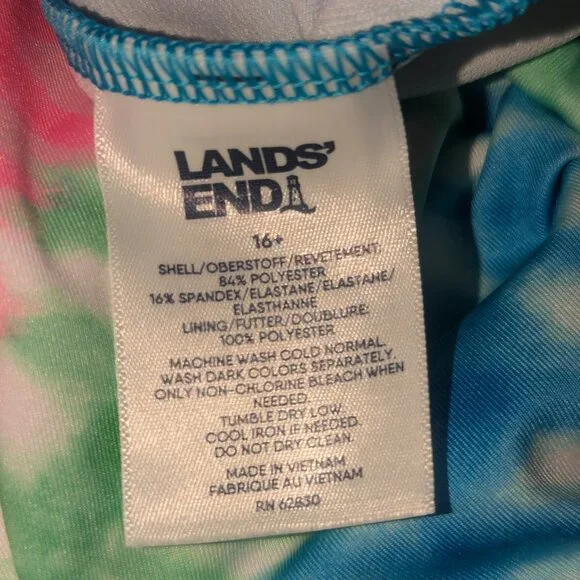 LANDS'
END
16+
SHELL/OBERSTOFF/REVETEMENT:
84% POLYESTER
16% SPANDEX/ELASTANE/ELASTANE/
ELASTHANNE
LINING/FUTTER/DOUBLURE:
100% POLYESTER
MACHINE WASH COLD NORMAL.
WASH DARK COLORS SEPARATELY.
ONLY NON-CHLORINE BLEACH WHEN
NEEDED.
TUMBLE DRY LOW.
COOL IRON IF NEEDED.
DO NOT DRY CLEAN.
MADE IN VIETNAM
FABRIQUE AU VIETNAM
RN 62830